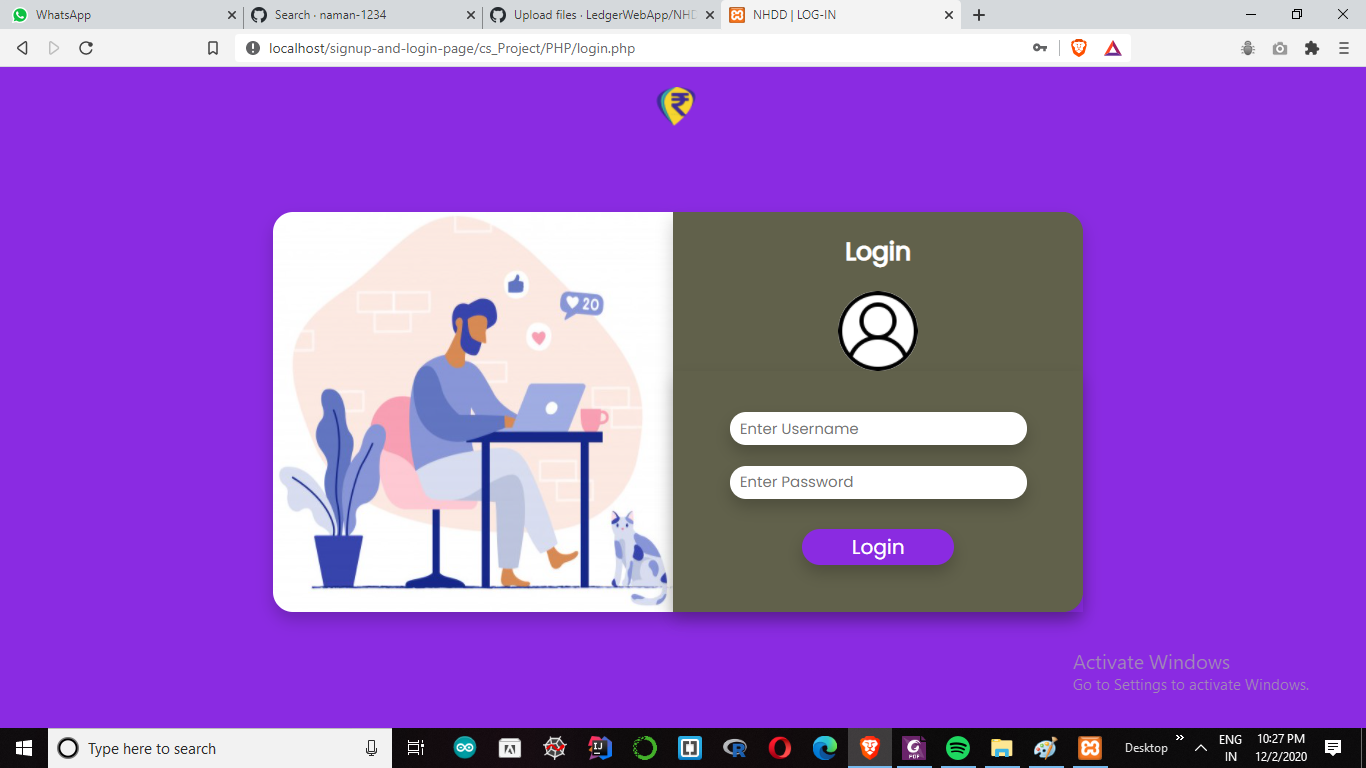 WhatsApp
Search · naman-1234
Upload files · LedgerWebApp/NHD
NHDD | LOG-IN
localhost/signup-and-login-page/cs_Project/PHP/login.php
₹
Login
20
Enter Username
Enter Password
Login
Activate Windows
Go to Settings to activate Windows.
Type here to search
IJ
A
R
G
PDF
Desktop
ENG
IN
10:27 PM
12/2/2020